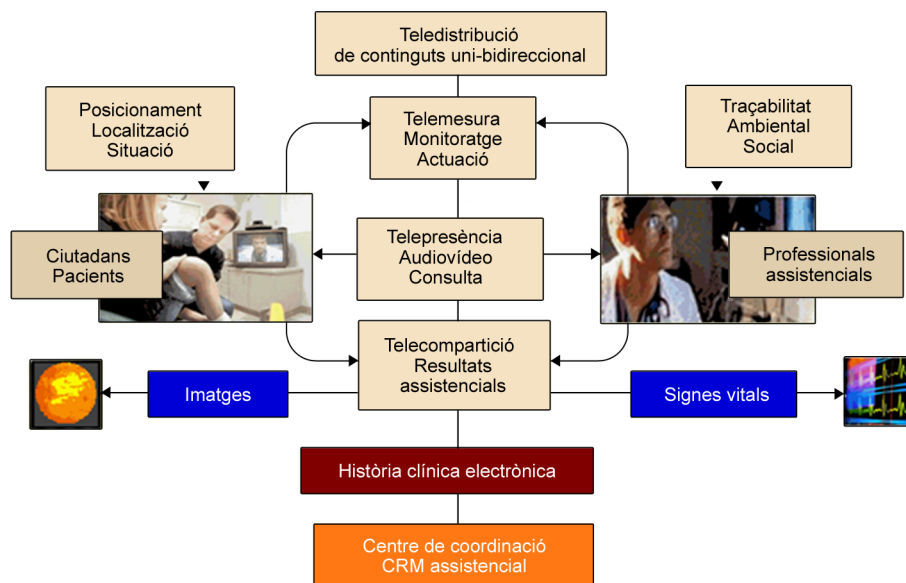 Teledistribució
de continguts uni-bidireccional
Posicionament
Localització
Situació
Telemesura
Monitoratge
Actuació
Traçabilitat
Ambiental
Social
Ciutadans
Pacients
Telepresència
Audiovídeo
Consulta
Professionals
assistencials
Telecompartició
Resultats
assistencials
Imatges
Signes vitals
Història clínica electrònica
Centre de coordinació
CRM assistencial